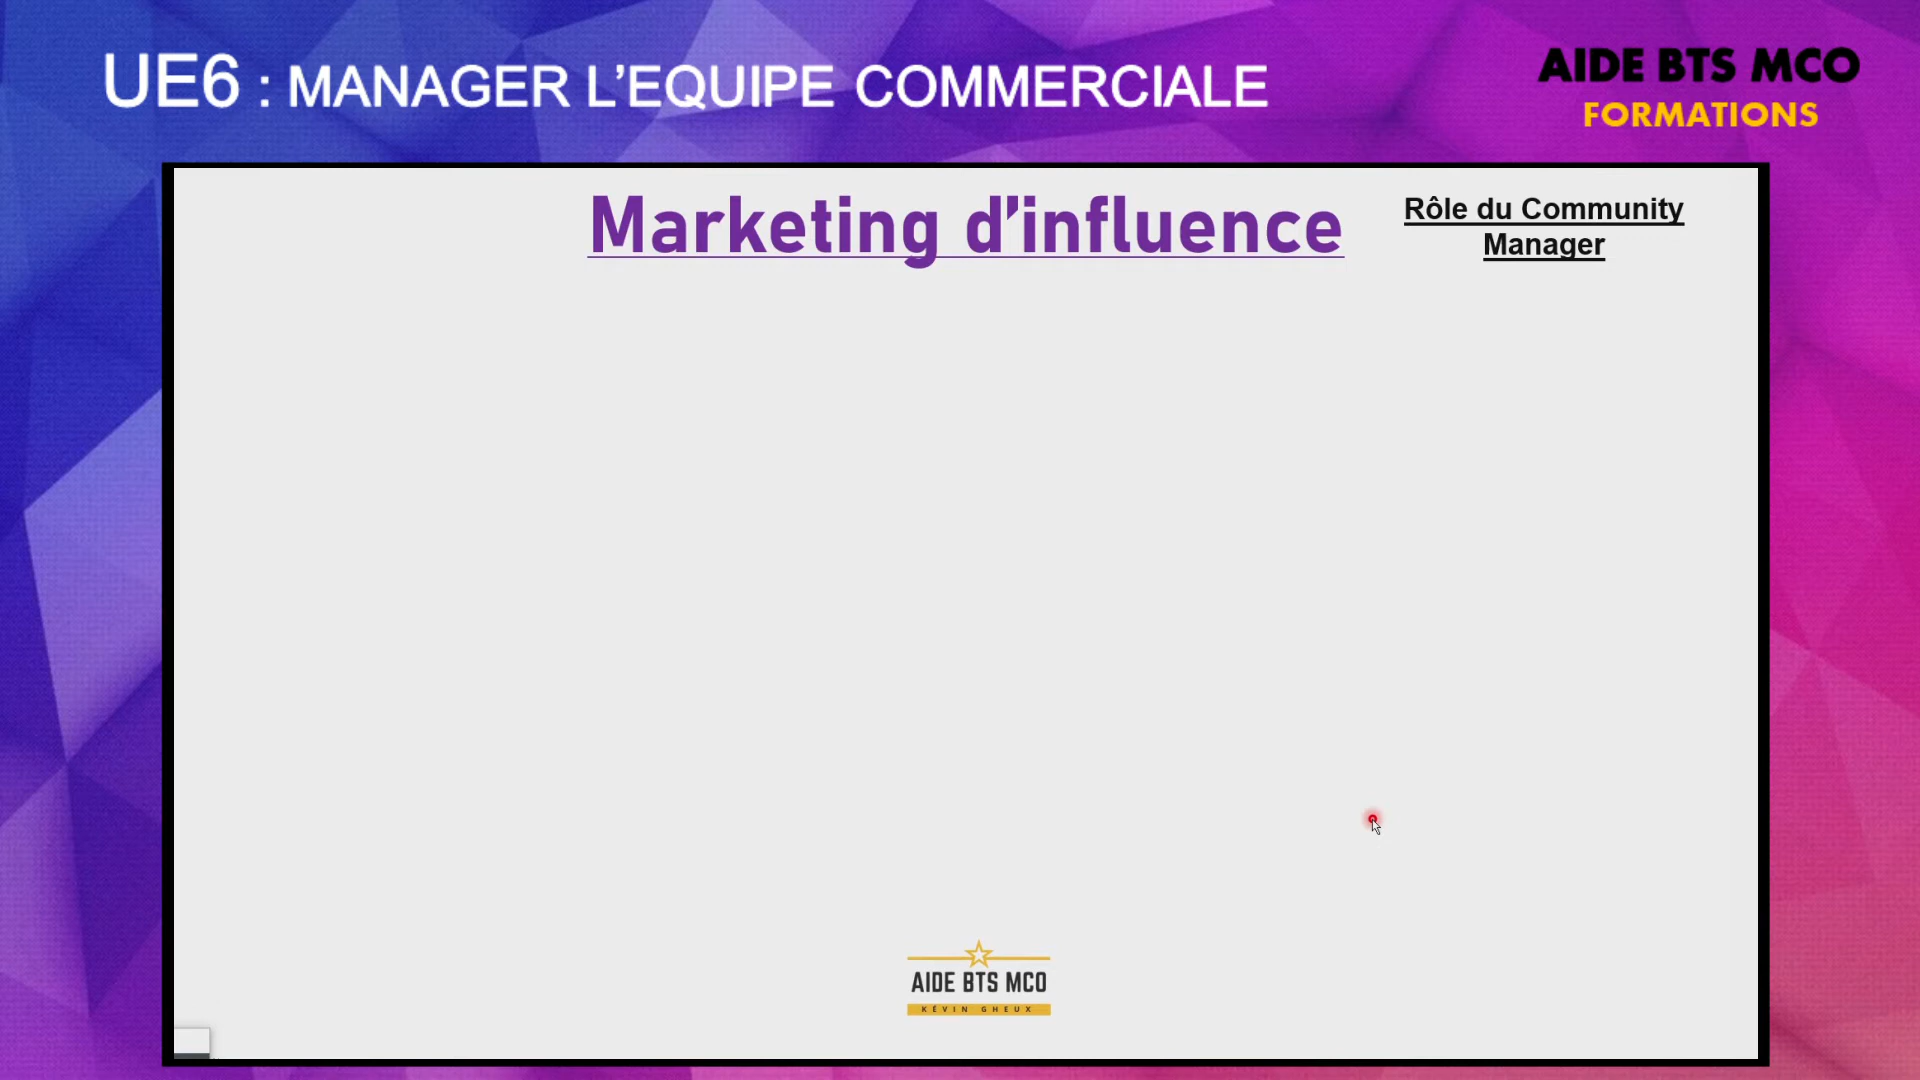 UE6 : MANAGER L’EQUIPE COMMERCIALE
AIDE BTS MCO
FORMATIONS
Marketing d’influence
Rôle du Community
Manager
AIDE BTS MCO
KÉVIN GHEUX